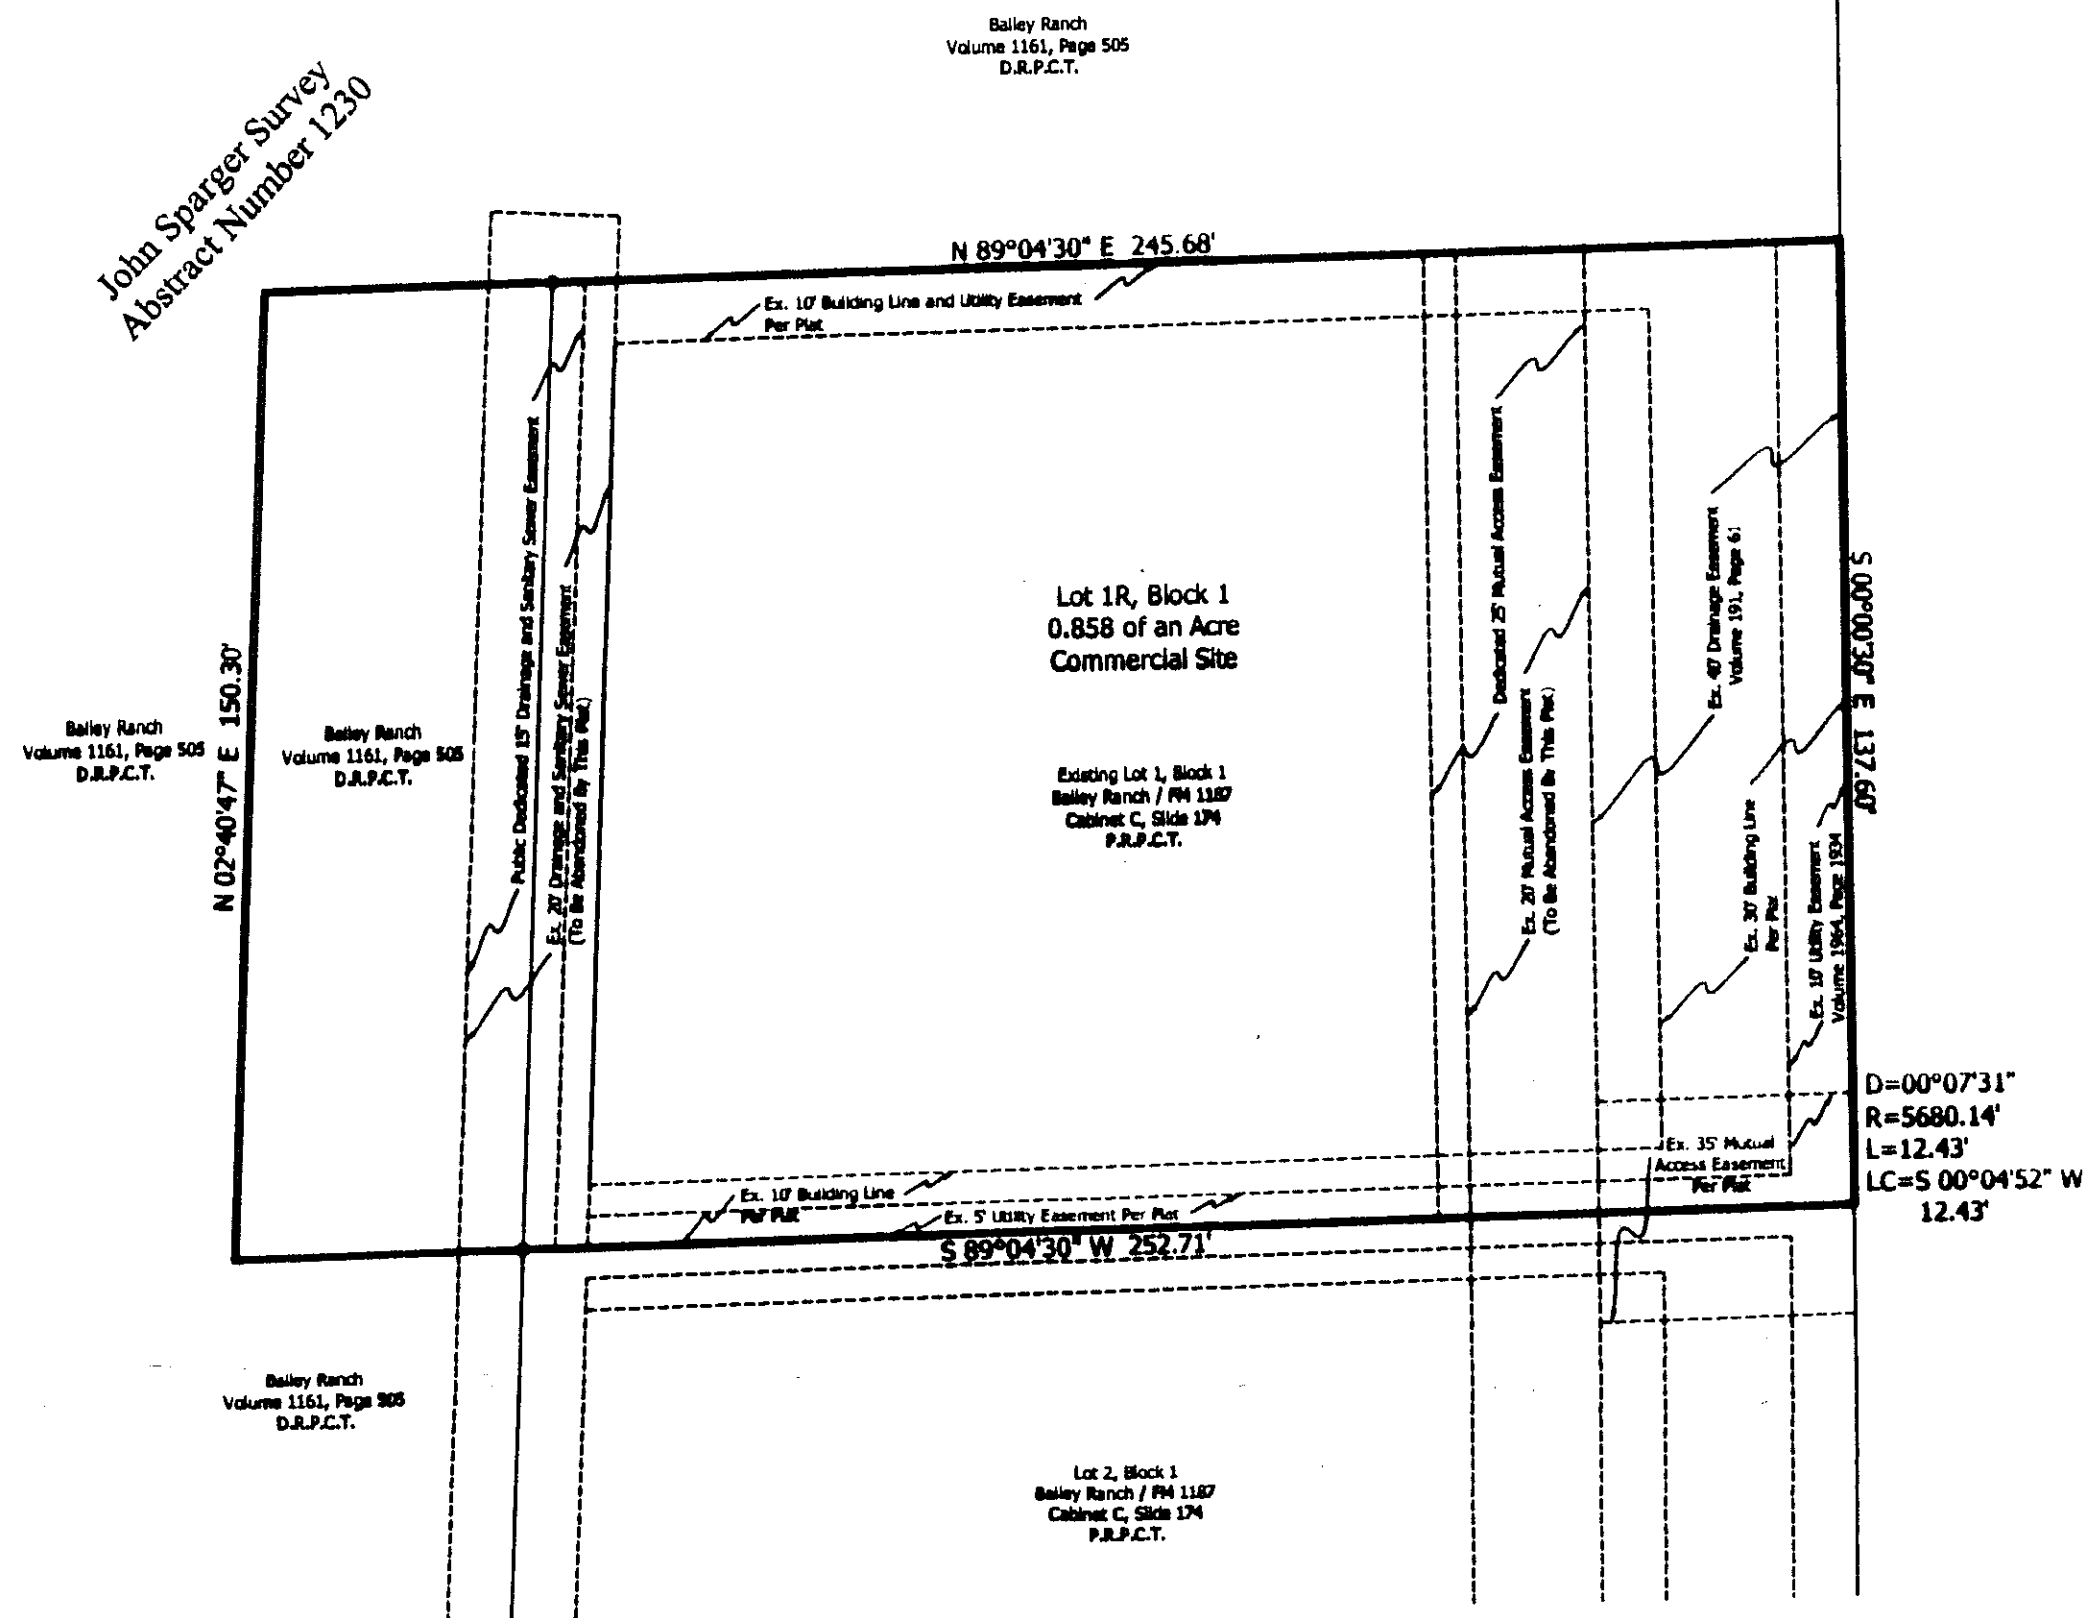 Bailey Ranch
Volume 1161, Page 505
D.R.P.C.T.
John Sparger Survey
Abstract Number 1230
N 89°04'30" E 245.68'
Ex. 10' Building Line and Utility Easement
Per Plat
Public Dedicated 15' Drainage and Sanitary Sewer Easement
Ex. 20' Drainage and Sanitary Sewer Easement
(To Be Abandoned By This Plat)
Lot 1R, Block 1
0.858 of an Acre
Commercial Site
Existing Lot 1, Block 1
Bailey Ranch / FM 1187
Cabinet C, Slide 174
P.R.P.C.T.
Dedicated 25' Mutual Access Easement
Ex. 20' Mutual Access Easement
(To Be Abandoned By This Plat)
Ex. 40' Drainage Easement
Volume 191, Page 61
Ex. 30' Building Line
Per Plat
Ex. 10' Utility Easement
Volume 1964, Page 1934
S 00°00'30" E 137.60'
N 02°40'47" E 150.30'
Bailey Ranch
Volume 1161, Page 505
D.R.P.C.T.
Bailey Ranch
Volume 1161, Page 505
D.R.P.C.T.
D=00°07'31"
R=5680.14'
L=12.43'
LC=S 00°04'52" W
12.43'
Ex. 35' Mutual
Access Easement
Per Plat
Ex. 10' Building Line
Per Plat
Ex. 5' Utility Easement Per Plat
S 89°04'30" W 252.71'
Bailey Ranch
Volume 1161, Page 505
D.R.P.C.T.
Lot 2, Block 1
Bailey Ranch / FM 1187
Cabinet C, Slide 174
P.R.P.C.T.